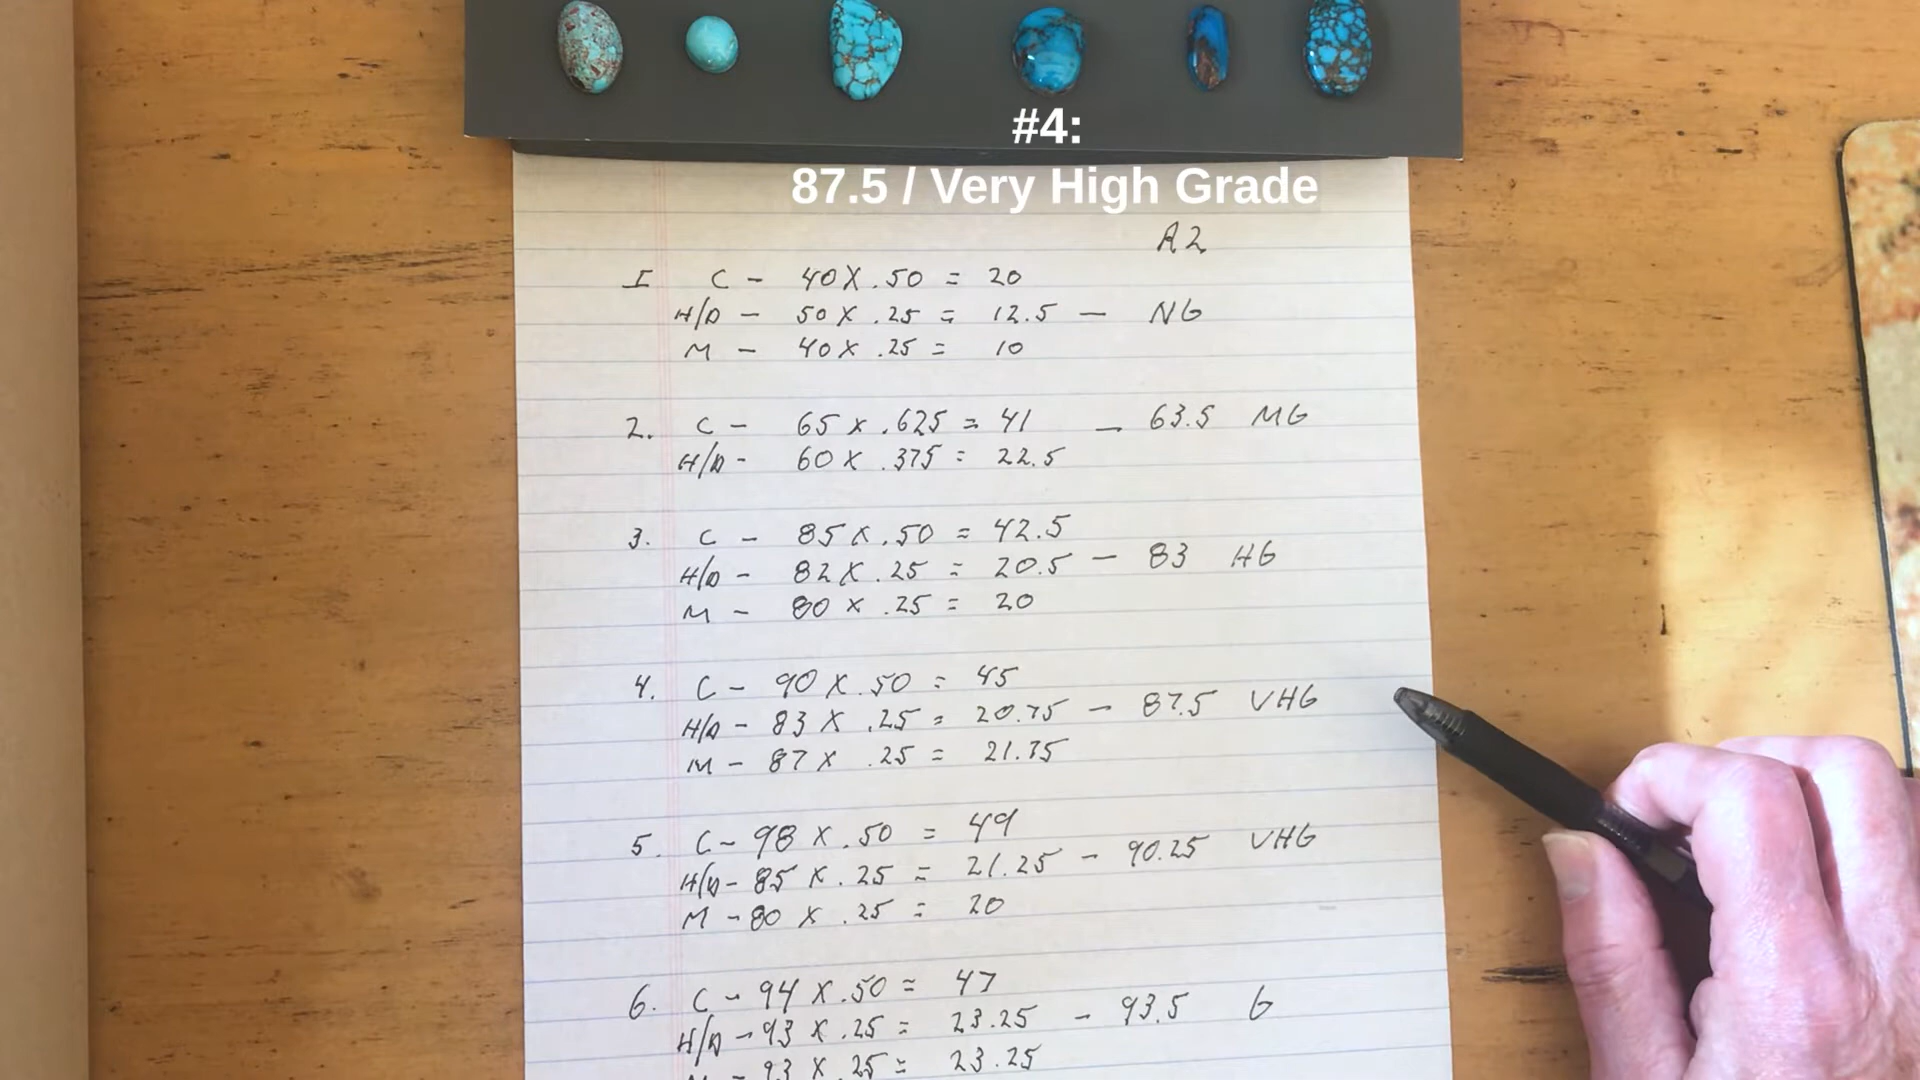 #4:
87.5 / Very High Grade
A2
I C - 40 X .50 = 20
H/D - 50 X .25 = 12.5 - NG
M - 40 X .25 = 10
2. C - 65 X .625 = 41 - 63.5 MG
H/D - 60 X .375 = 22.5
3. C - 85 X .50 = 42.5
H/D - 82 X .25 = 20.5 - 83 HG
M - 80 X .25 = 20
4. C - 90 X .50 = 45
H/D - 83 X .25 = 20.75 - 87.5 VHG
M - 87 X .25 = 21.75
5. C - 98 X .50 = 49
H/D - 85 X .25 = 21.25 - 90.25 VHG
M - 80 X .25 = 20
6. C - 94 X .50 = 47
H/D - 93 X .25 = 23.25 - 93.5 G
M - 93 X .25 = 23.25